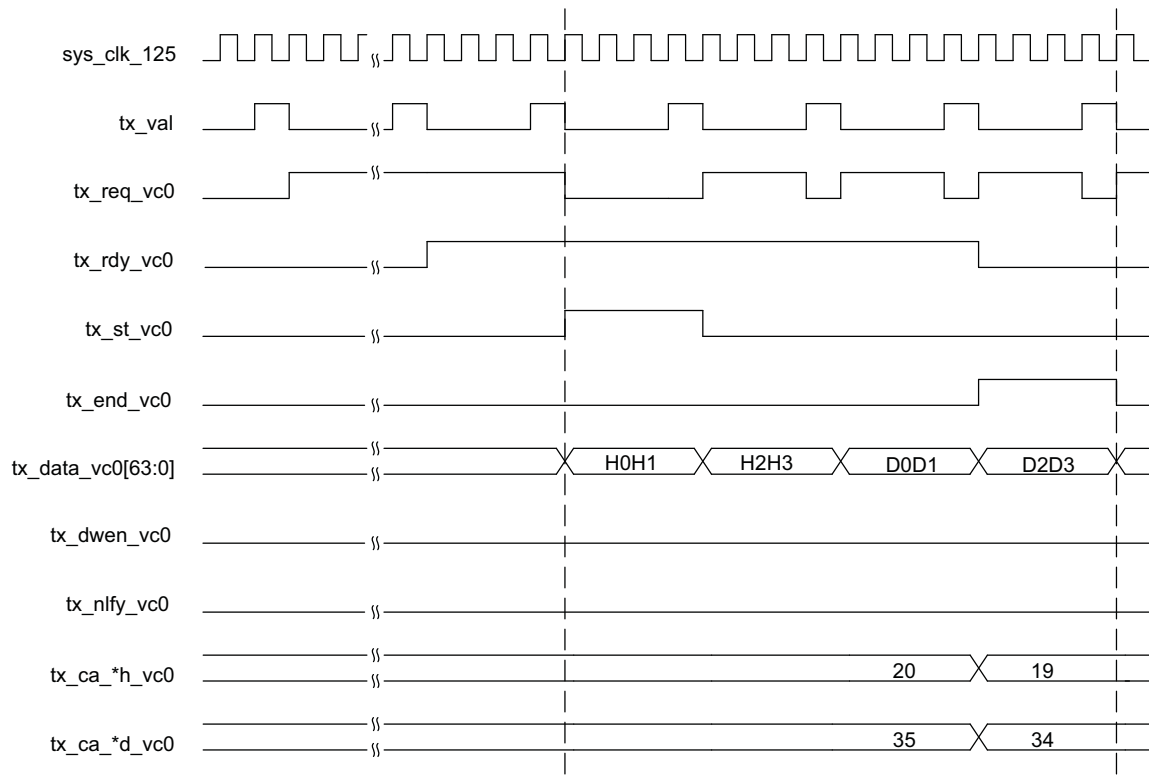 sys_clk_125
tx_val
tx_req_vc0
tx_rdy_vc0
tx_st_vc0
tx_end_vc0
tx_data_vc0[63:0] H0H1 H2H3 D0D1 D2D3
tx_dwen_vc0
tx_nlfy_vc0
tx_ca_*h_vc0 20 19
tx_ca_*d_vc0 35 34